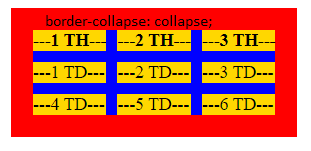 border-collapse: collapse;
---1 TH--- ---2 TH--- ---3 TH---
---1 TD--- ---2 TD--- ---3 TD---
---4 TD--- ---5 TD--- ---6 TD---